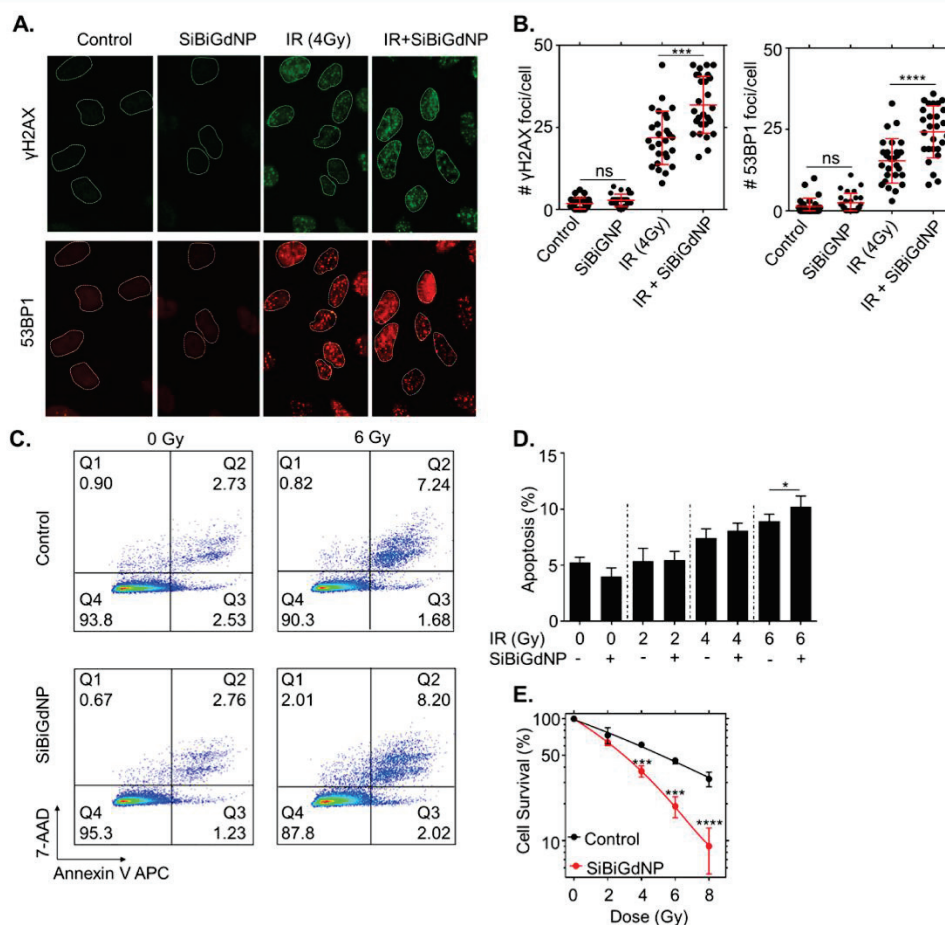 A.
Control SiBiGdNP IR (4Gy) IR+SiBiGdNP
γH2AX
53BP1
B.
50
25
0
# γH2AX foci/cell
ns
***
Control
SiBiGNP
IR (4Gy)
IR + SiBiGdNP
50
25
0
# 53BP1 foci/cell
ns
****
Control
SiBiGNP
IR (4Gy)
IR + SiBiGdNP
C.
0 Gy 6 Gy
Control
Q1 Q2
0.90 2.73
Q4 Q3
93.8 2.53
Q1 Q2
0.82 7.24
Q4 Q3
90.3 1.68
SiBiGdNP
Q1 Q2
0.67 2.76
Q4 Q3
95.3 1.23
Q1 Q2
2.01 8.20
Q4 Q3
87.8 2.02
7-AAD
Annexin V APC
D.
15
10
5
0
Apoptosis (%)
*
IR (Gy) 0 0 2 2 4 4 6 6
SiBiGdNP - + - + - + - +
E.
100
50
10
Cell Survival (%)
***
***
****
Control
SiBiGdNP
0 2 4 6 8
Dose (Gy)